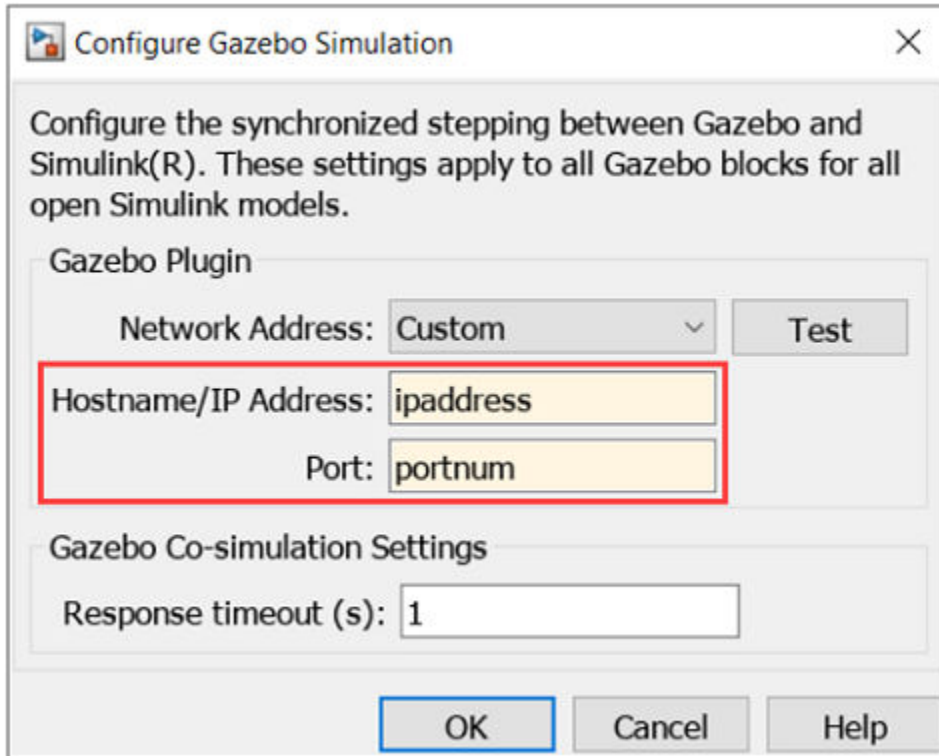 Configure Gazebo Simulation
Configure the synchronized stepping between Gazebo and
Simulink(R). These settings apply to all Gazebo blocks for all
open Simulink models.
Gazebo Plugin
Network Address: Custom Test
Hostname/IP Address: ipaddress
Port: portnum
Gazebo Co-simulation Settings
Response timeout (s): 1
OK Cancel Help